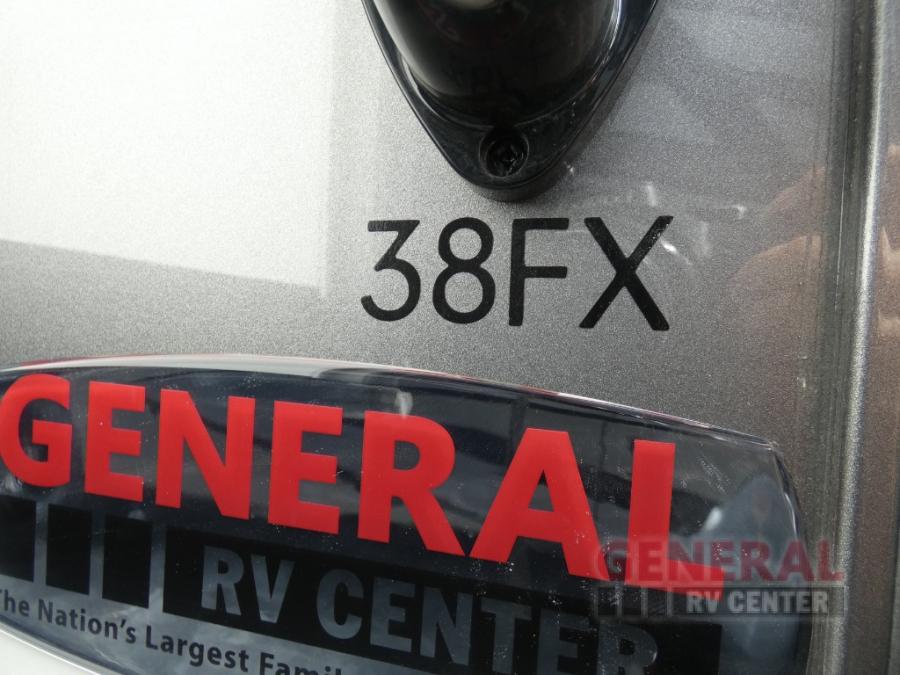 38FX
GENERAL
RV CENTER
The Nation's Largest
GENERAL
RV CENTER